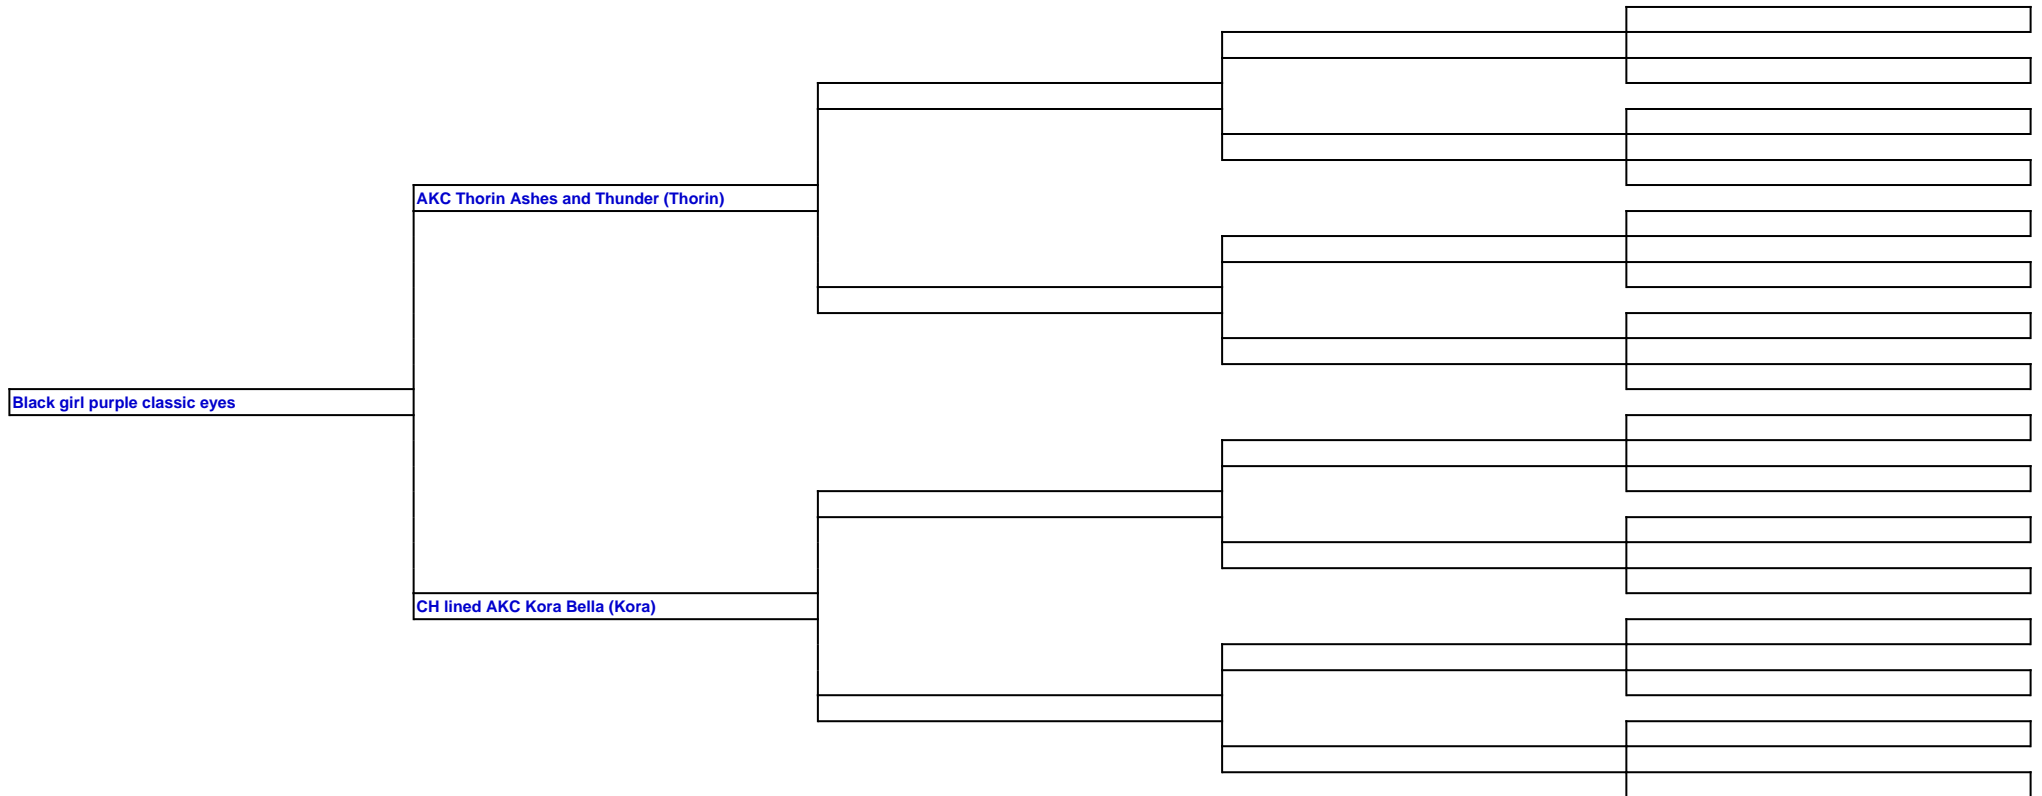 AKC Thorin Ashes and Thunder (Thorin)
Black girl purple classic eyes
CH lined AKC Kora Bella (Kora)